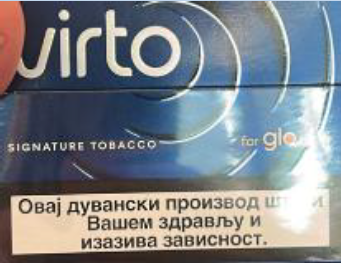 virto
SIGNATURE TOBACCO
for glo
Овај дувански производ
Вашем здрављу и
изазива зависност.